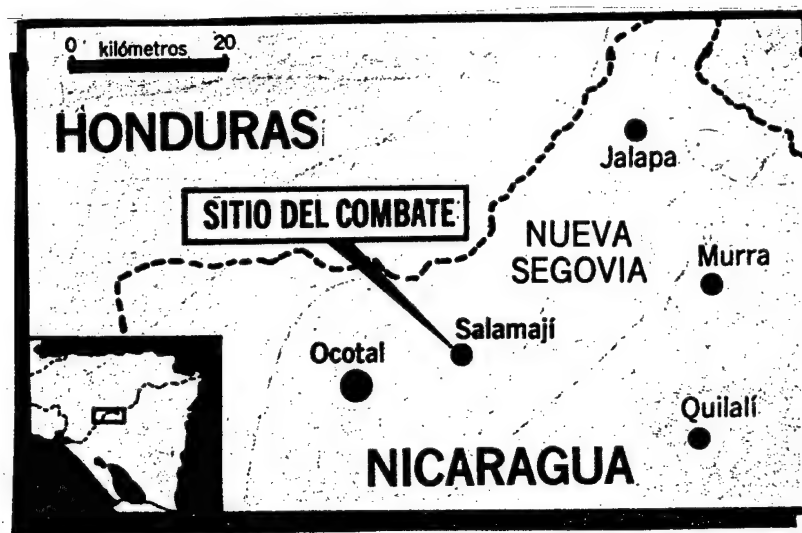 0 kilómetros 20
HONDURAS
Jalapa
SITIO DEL COMBATE
NUEVA
SEGOVIA
Murra
Salamají
Ocotal
Quilalí
NICARAGUA